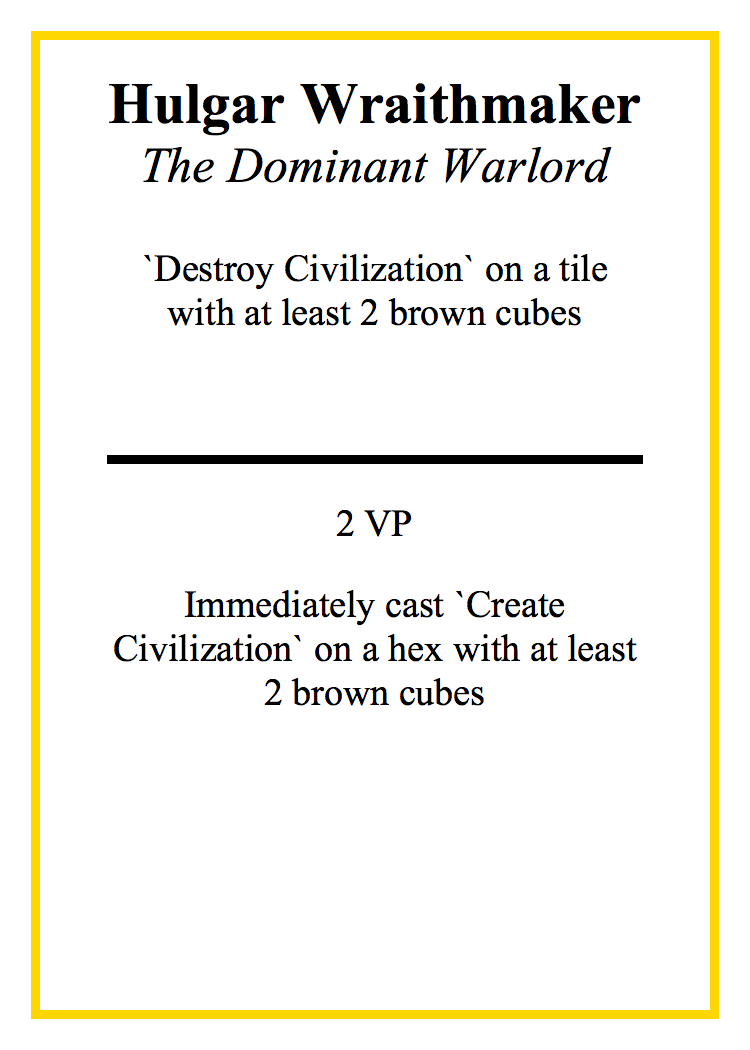 Hulgar Wraithmaker
The Dominant Warlord
`Destroy Civilization` on a tile
with at least 2 brown cubes
2 VP
Immediately cast `Create
Civilization` on a hex with at least
2 brown cubes